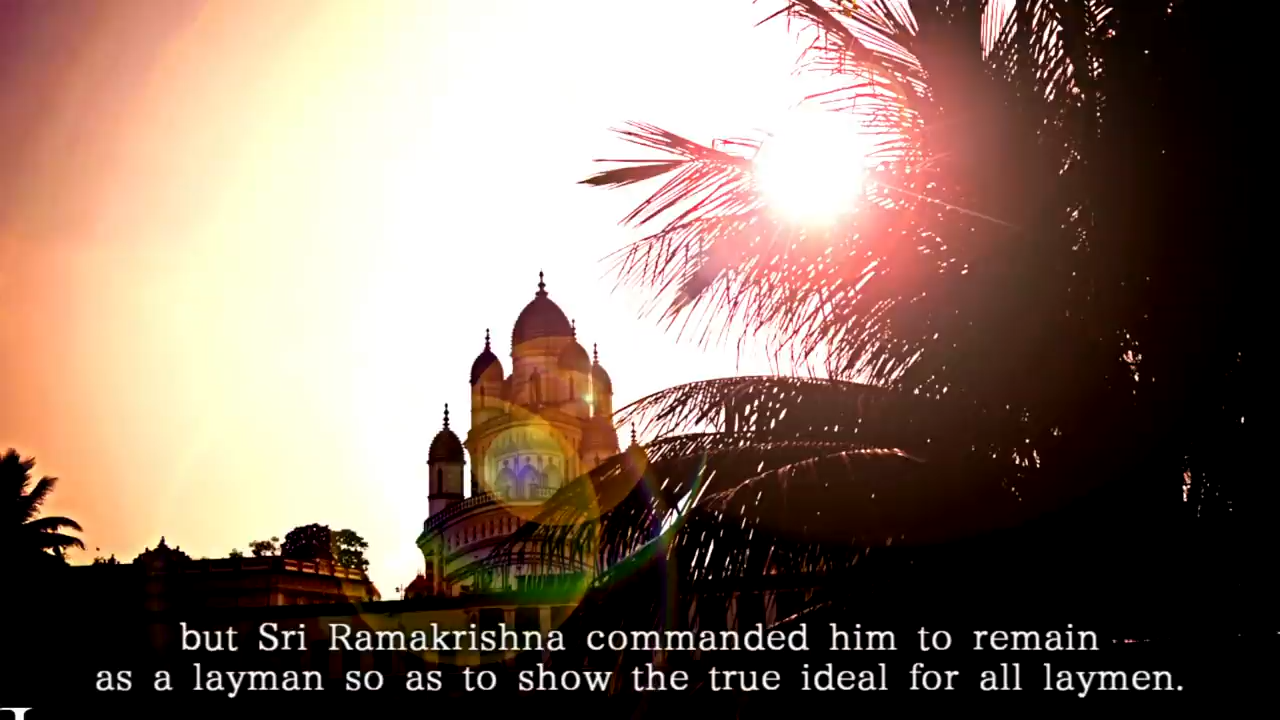 but Sri Ramakrishna commanded him to remain
as a layman so as to show the true ideal for all laymen.